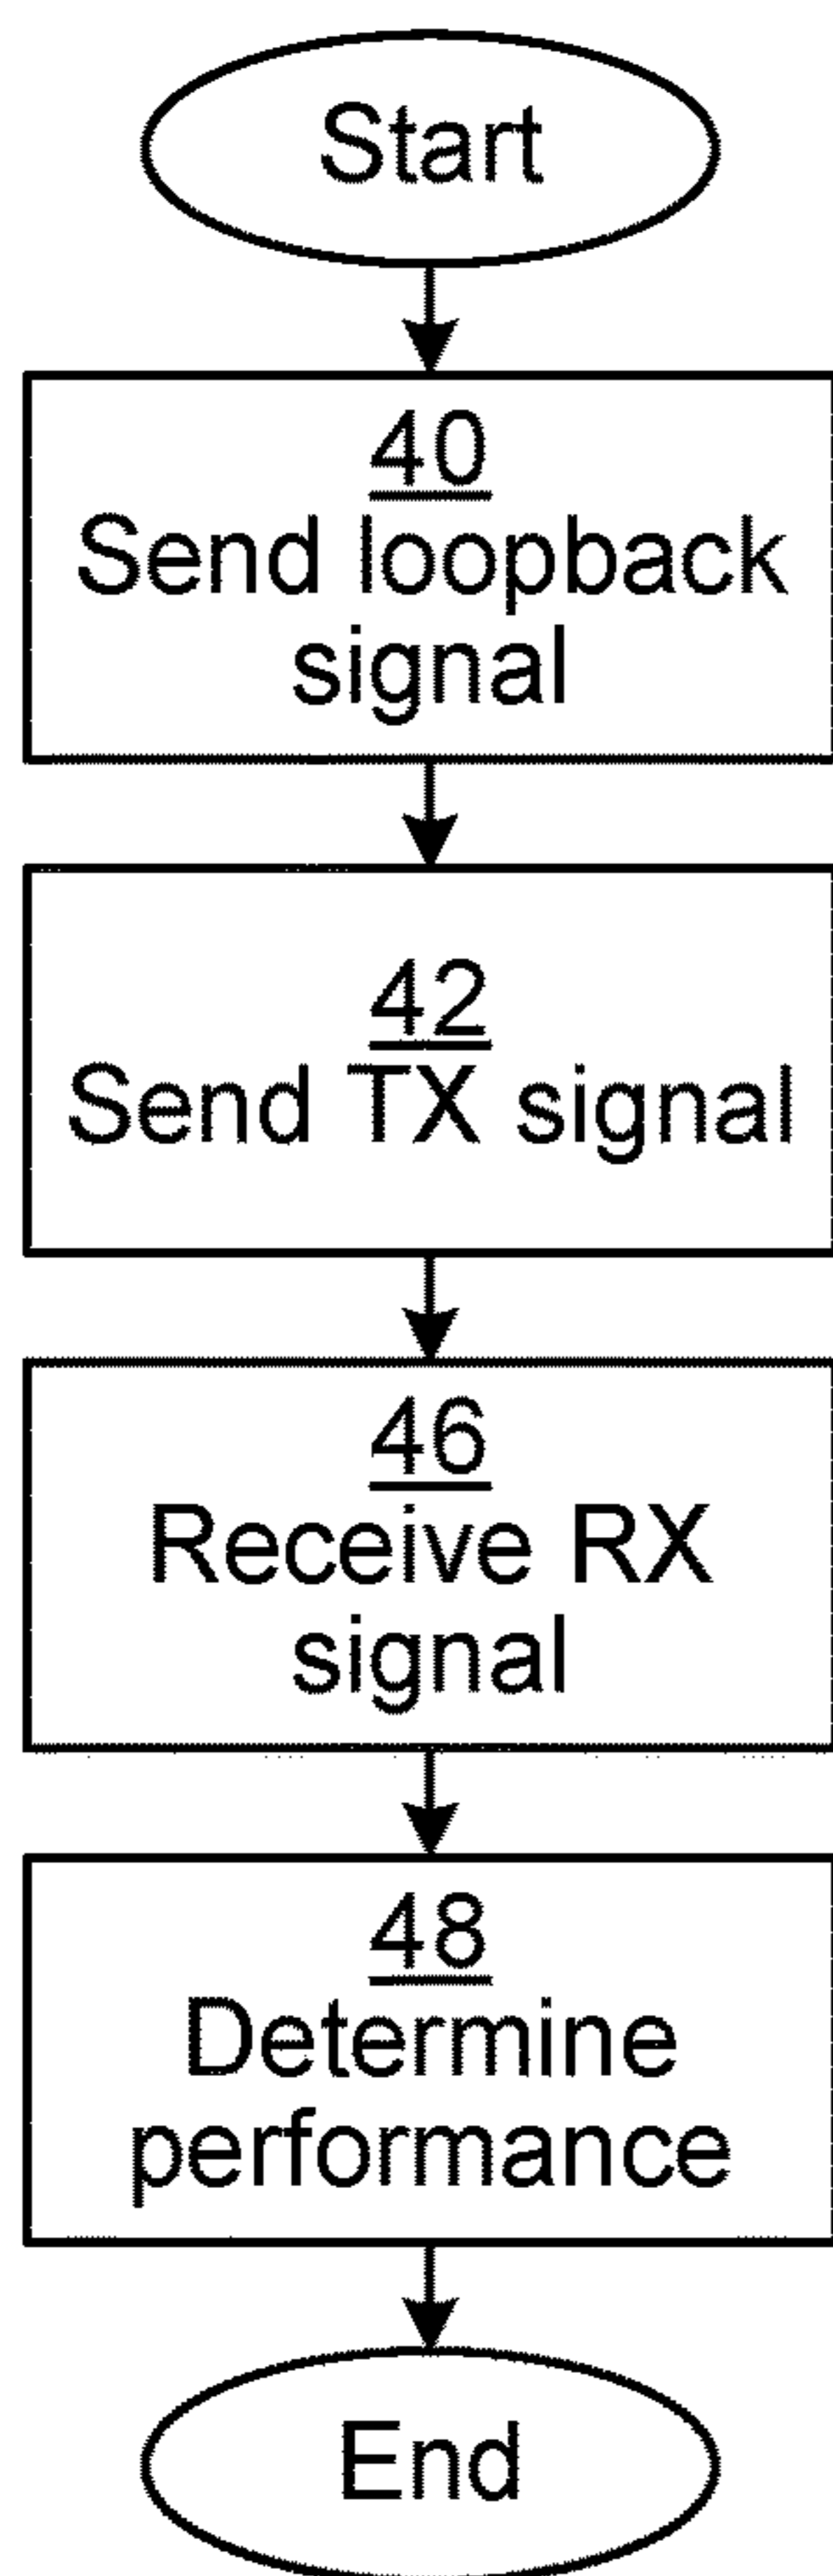 Start
40
Send loopback
signal
42
Send TX signal
46
Receive RX
signal
48
Determine
performance
End